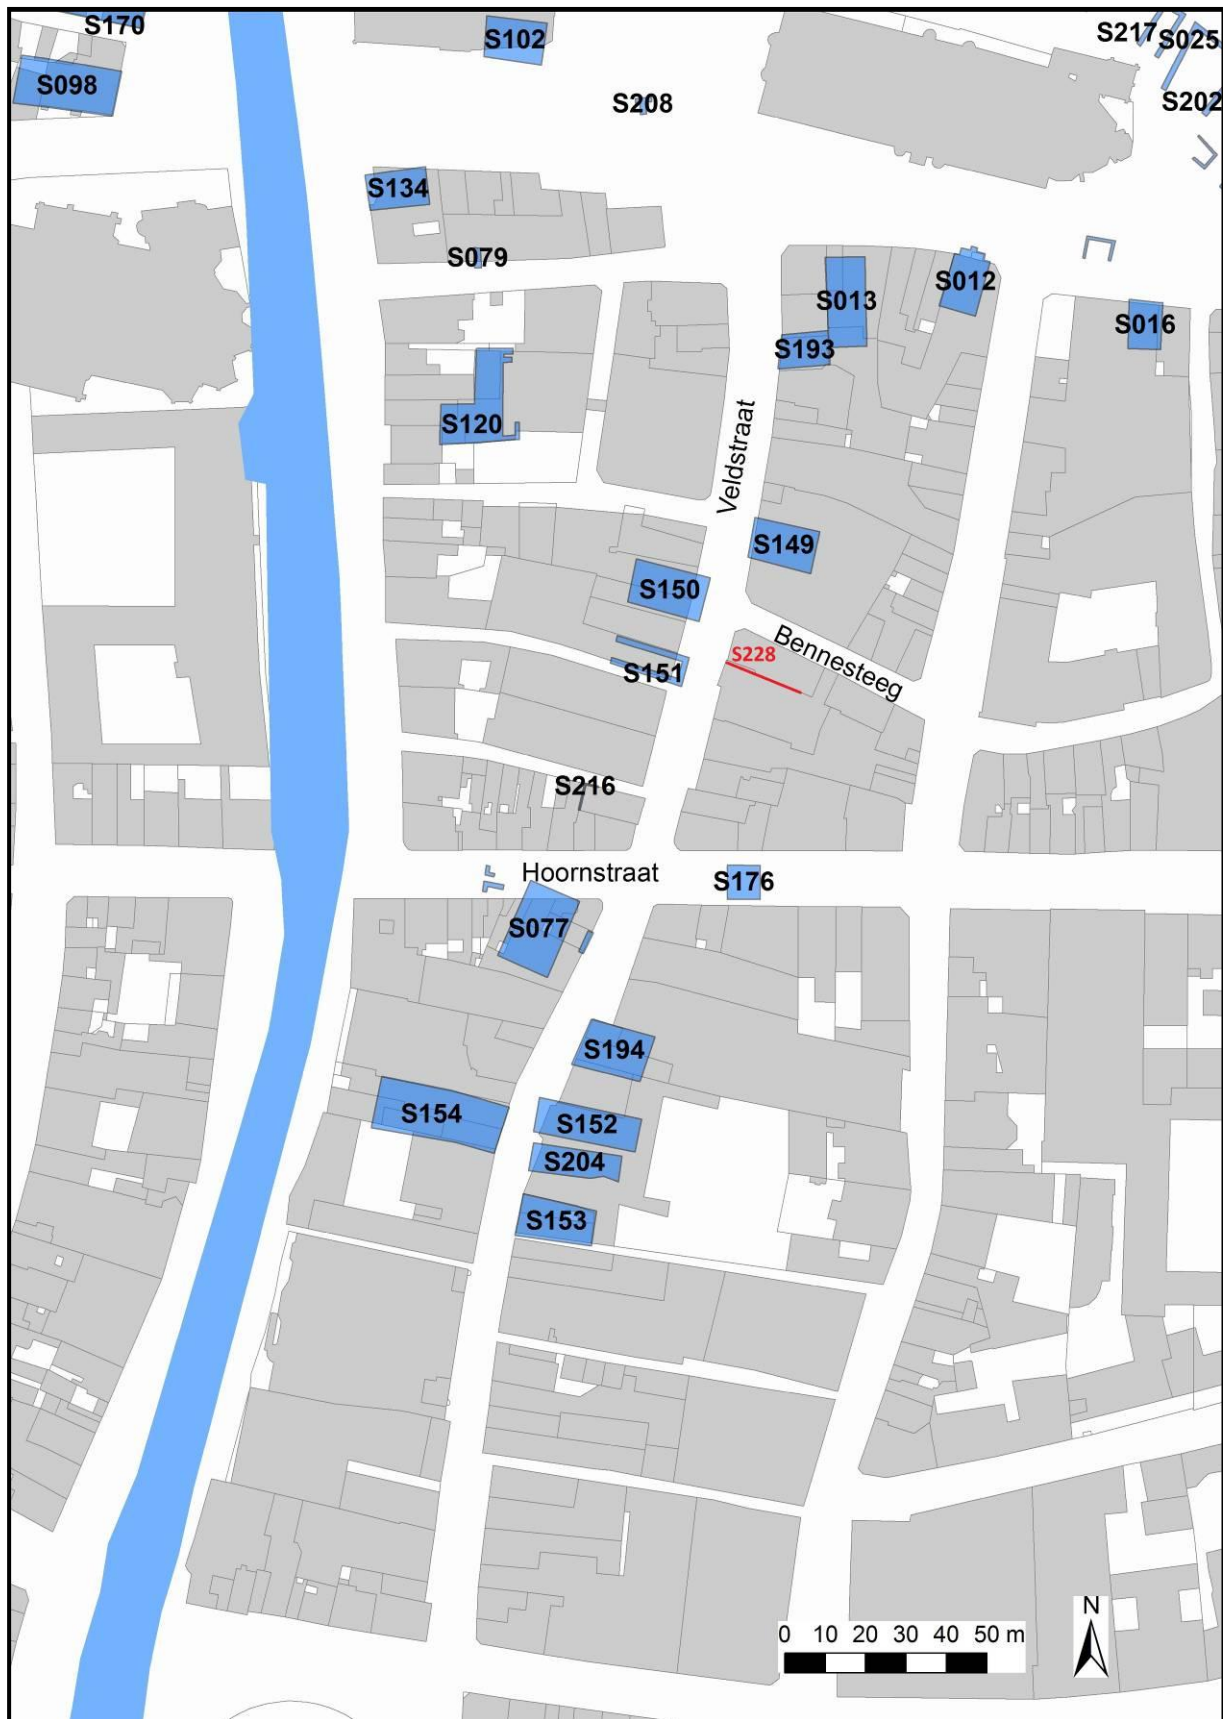 S170
S102
S217
S025
S098
S208
S202
S134
S079
S012
S013
S016
S193
S120
Veldstraat
S149
S150
Bennesteeg
S228
S151
S216
Hoornstraat
S176
S077
S194
S154
S152
S204
S153
N
0 10 20 30 40 50 m